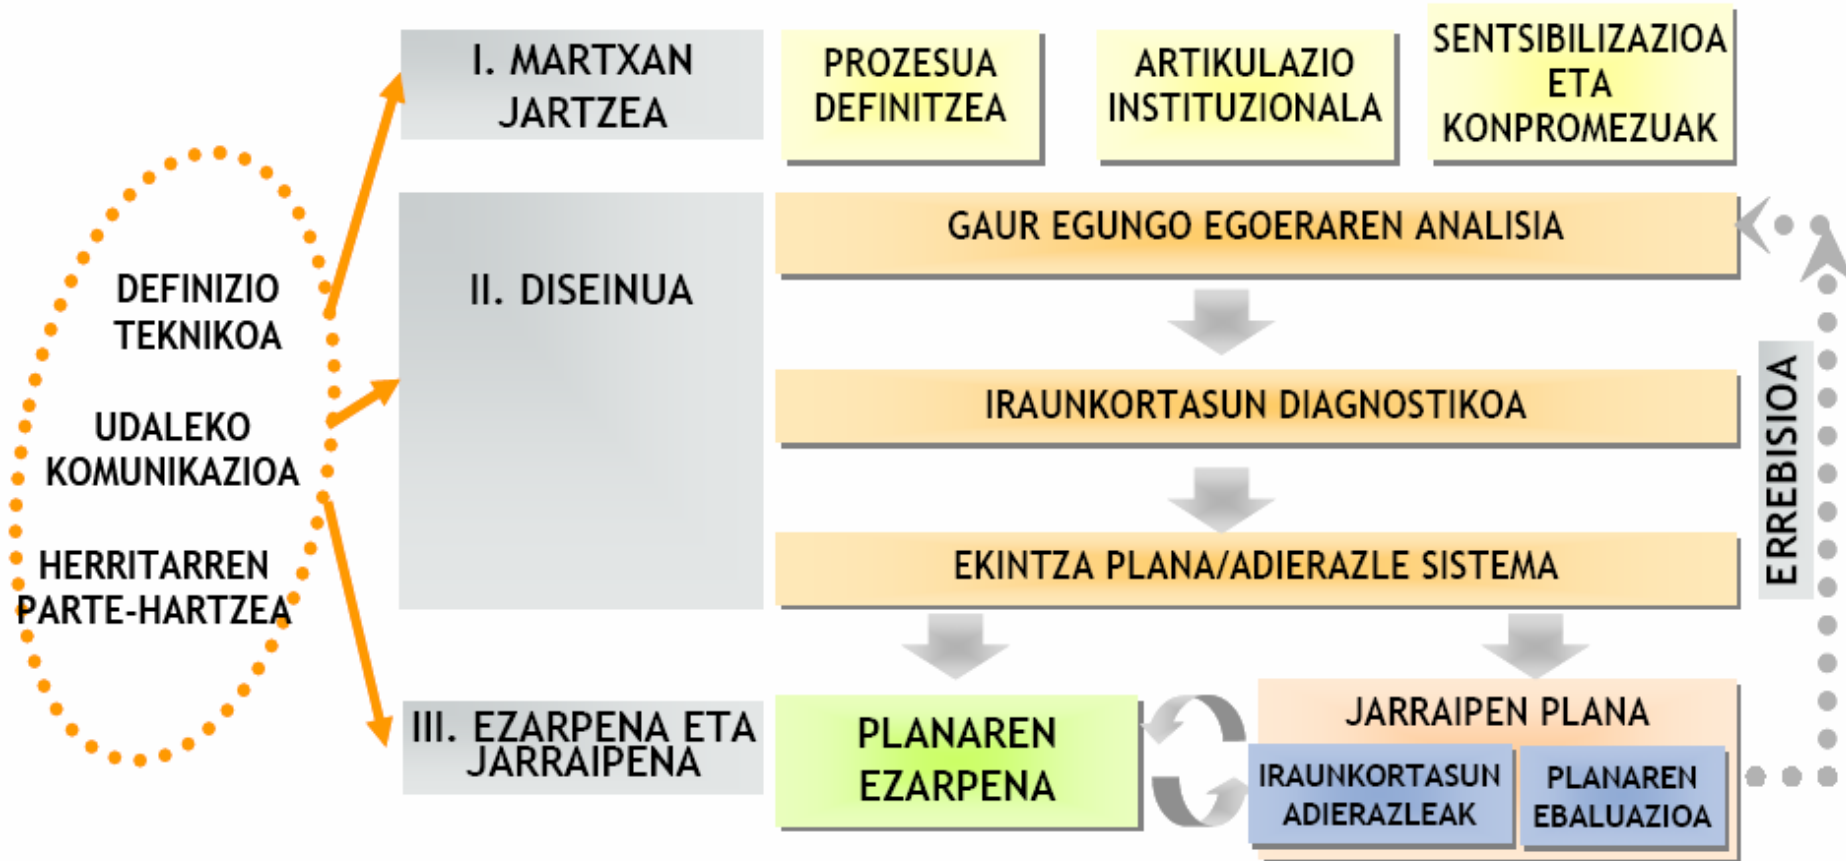 I. MARTXAN
JARTZEA
PROZESUA
DEFINITZEA
ARTIKULAZIO
INSTITUZIONALA
SENTSIBILIZAZIOA
ETA
KONPROMEZUAK
DEFINIZIO
TEKNIKOA
UDALEKO
KOMUNIKAZIOA
HERRITARREN
PARTE-HARTZEA
II. DISEINUA
GAUR EGUNGO EGOERAREN ANALISIA
IRAUNKORTASUN DIAGNOSTIKOA
EKINTZA PLANA/ADIERAZLE SISTEMA
ERREBISIOA
III. EZARPENA ETA
JARRAIPENA
PLANAREN
EZARPENA
JARRAIPEN PLANA
IRAUNKORTASUN
ADIERAZLEAK
PLANAREN
EBALUAZIOA